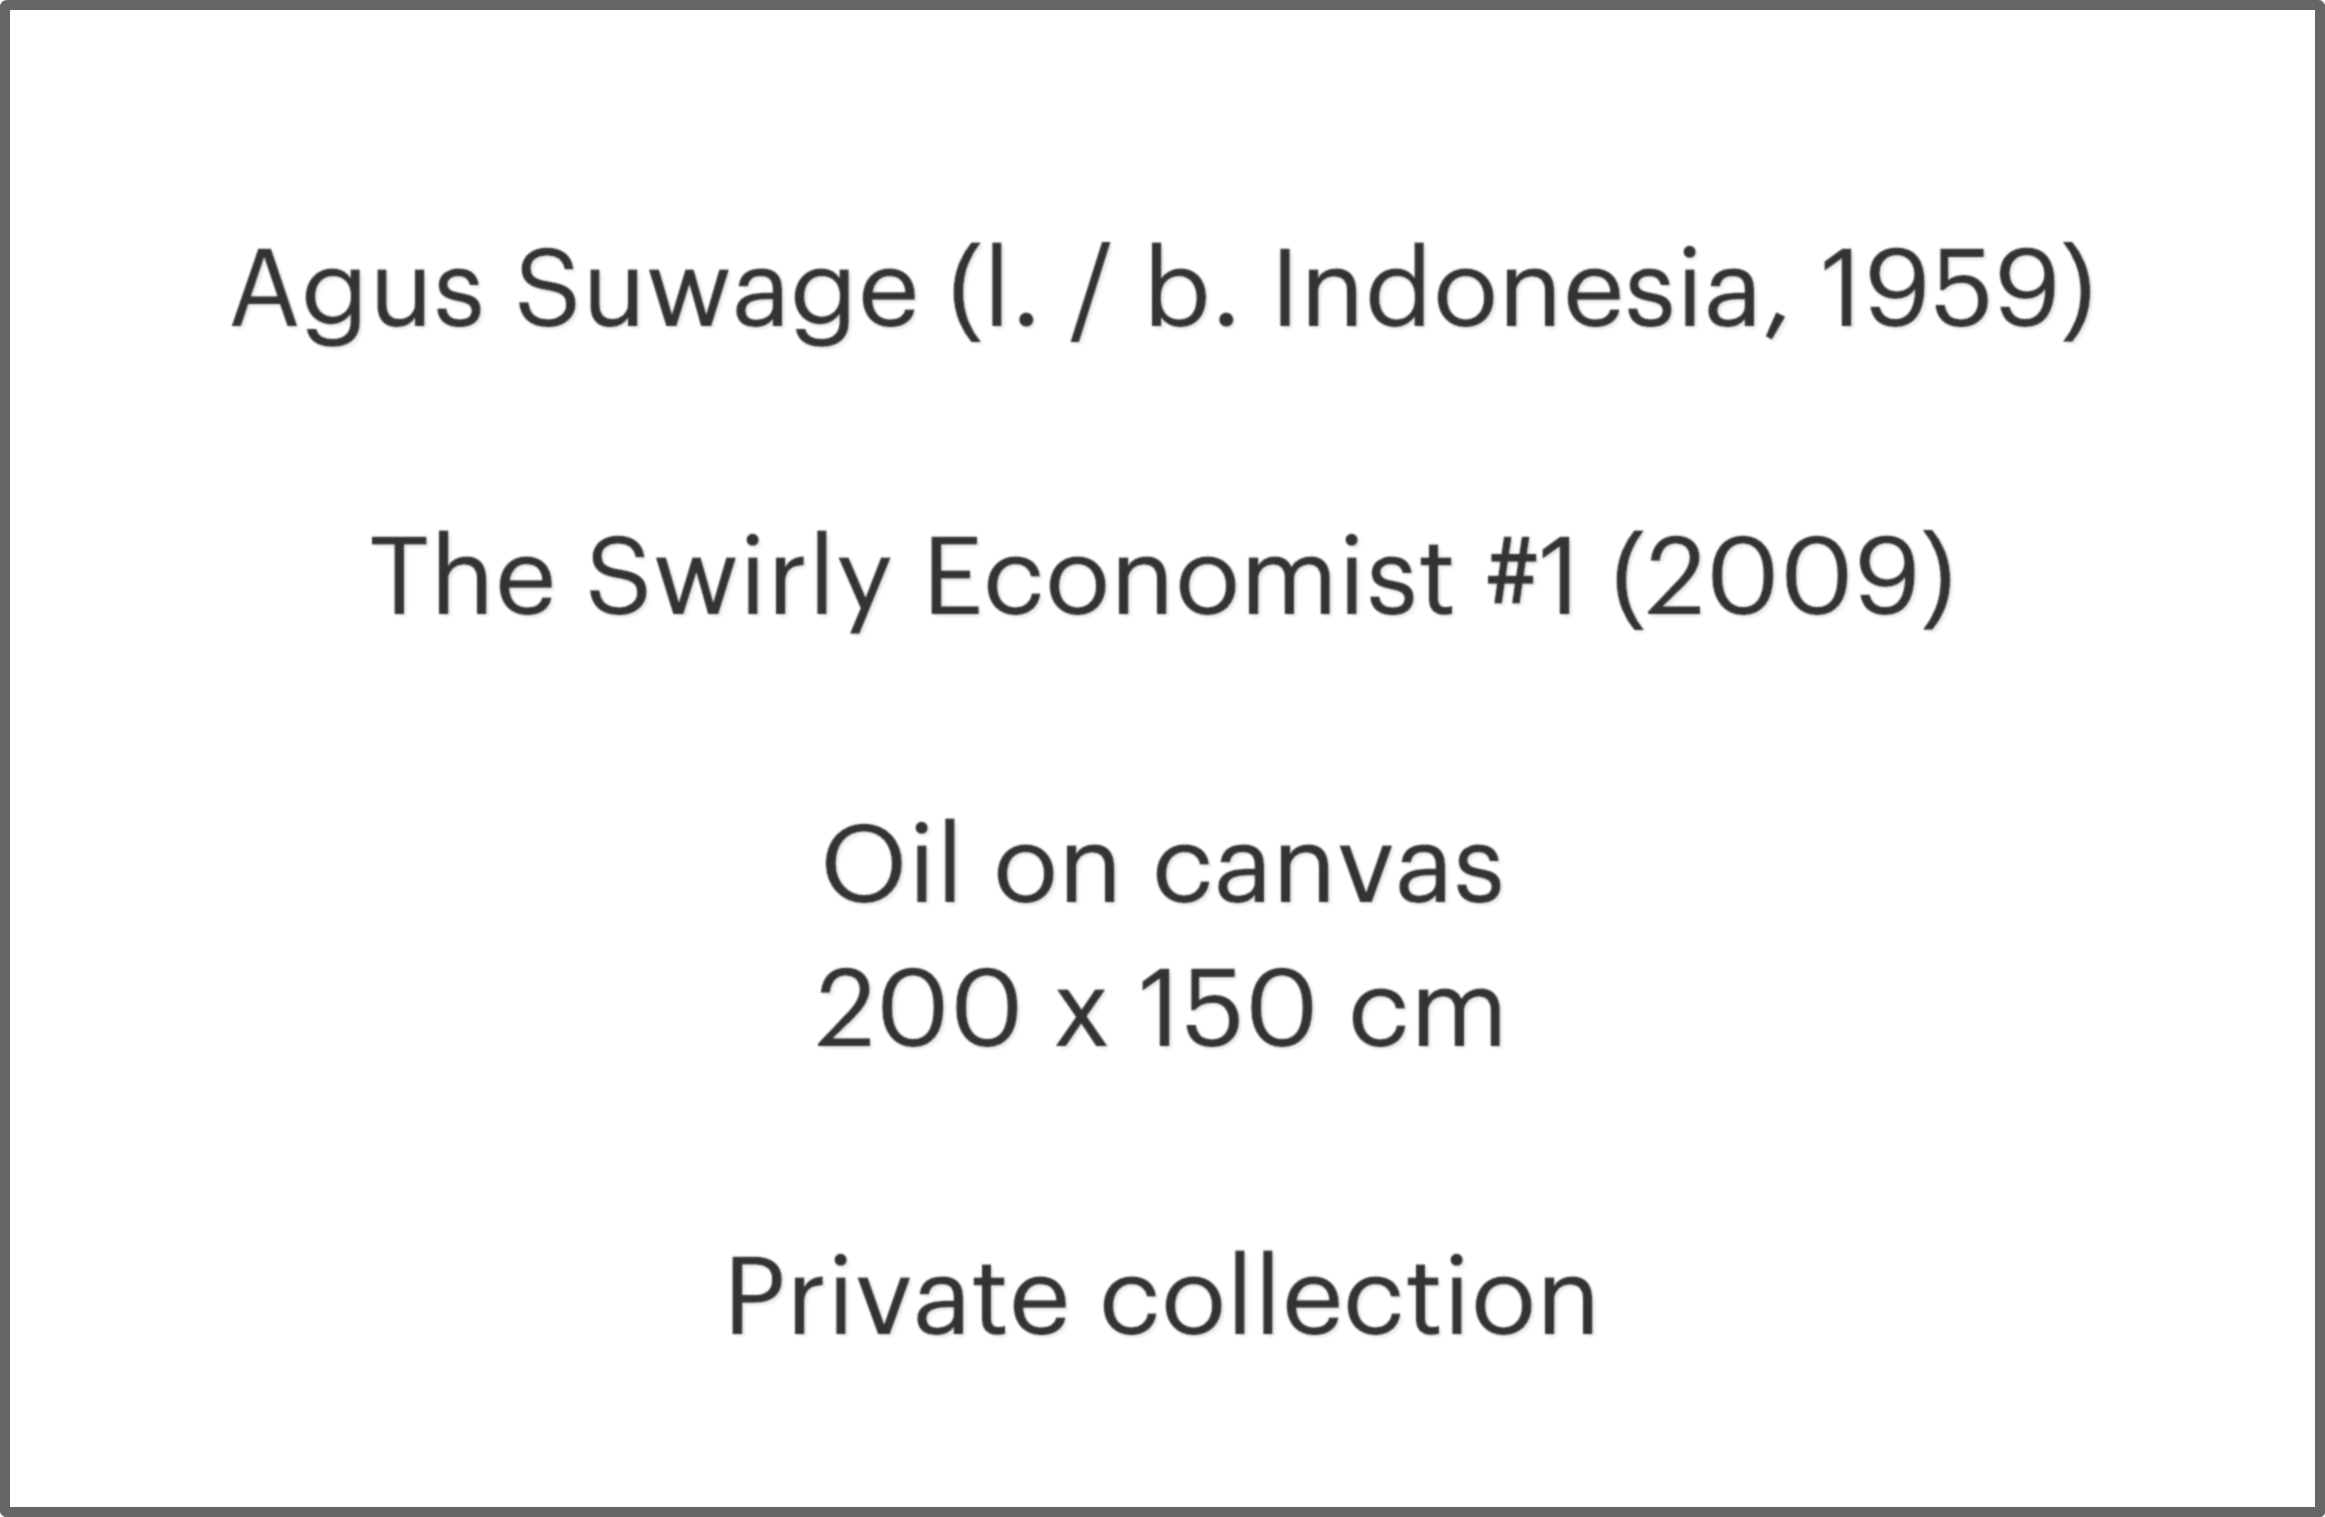 Agus Suwage (l. / b. Indonesia, 1959)
The Swirly Economist #1 (2009)
Oil on canvas
200 x 150 cm
Private collection